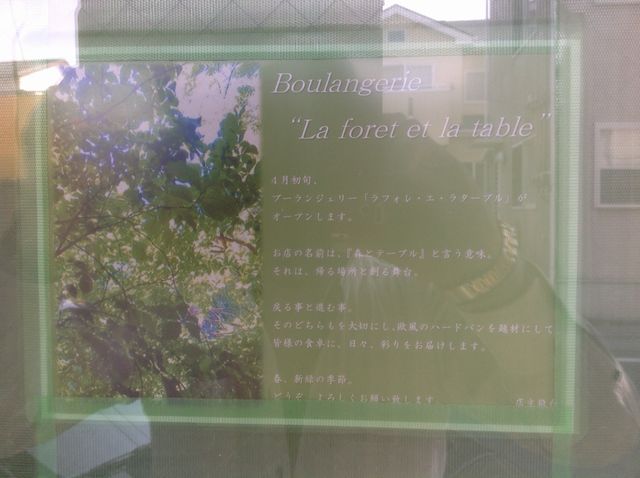 Boulangerie
“La foret et la table”
4月初旬、
ブーランジェリー「ラフォレ・エ・ラターブル」が
オープンします。
お店の名前は、『森とテーブル』と言う意味。
それは、帰る場所と創る舞台。
戻る事と進む事。
そのどちらもを大切にし、欧風のハードパンを題材にして
皆様の食卓に、日々、彩りをお届けします。
春、新緑の季節。
どうぞ、よろしくお願い致します。
店主敬白